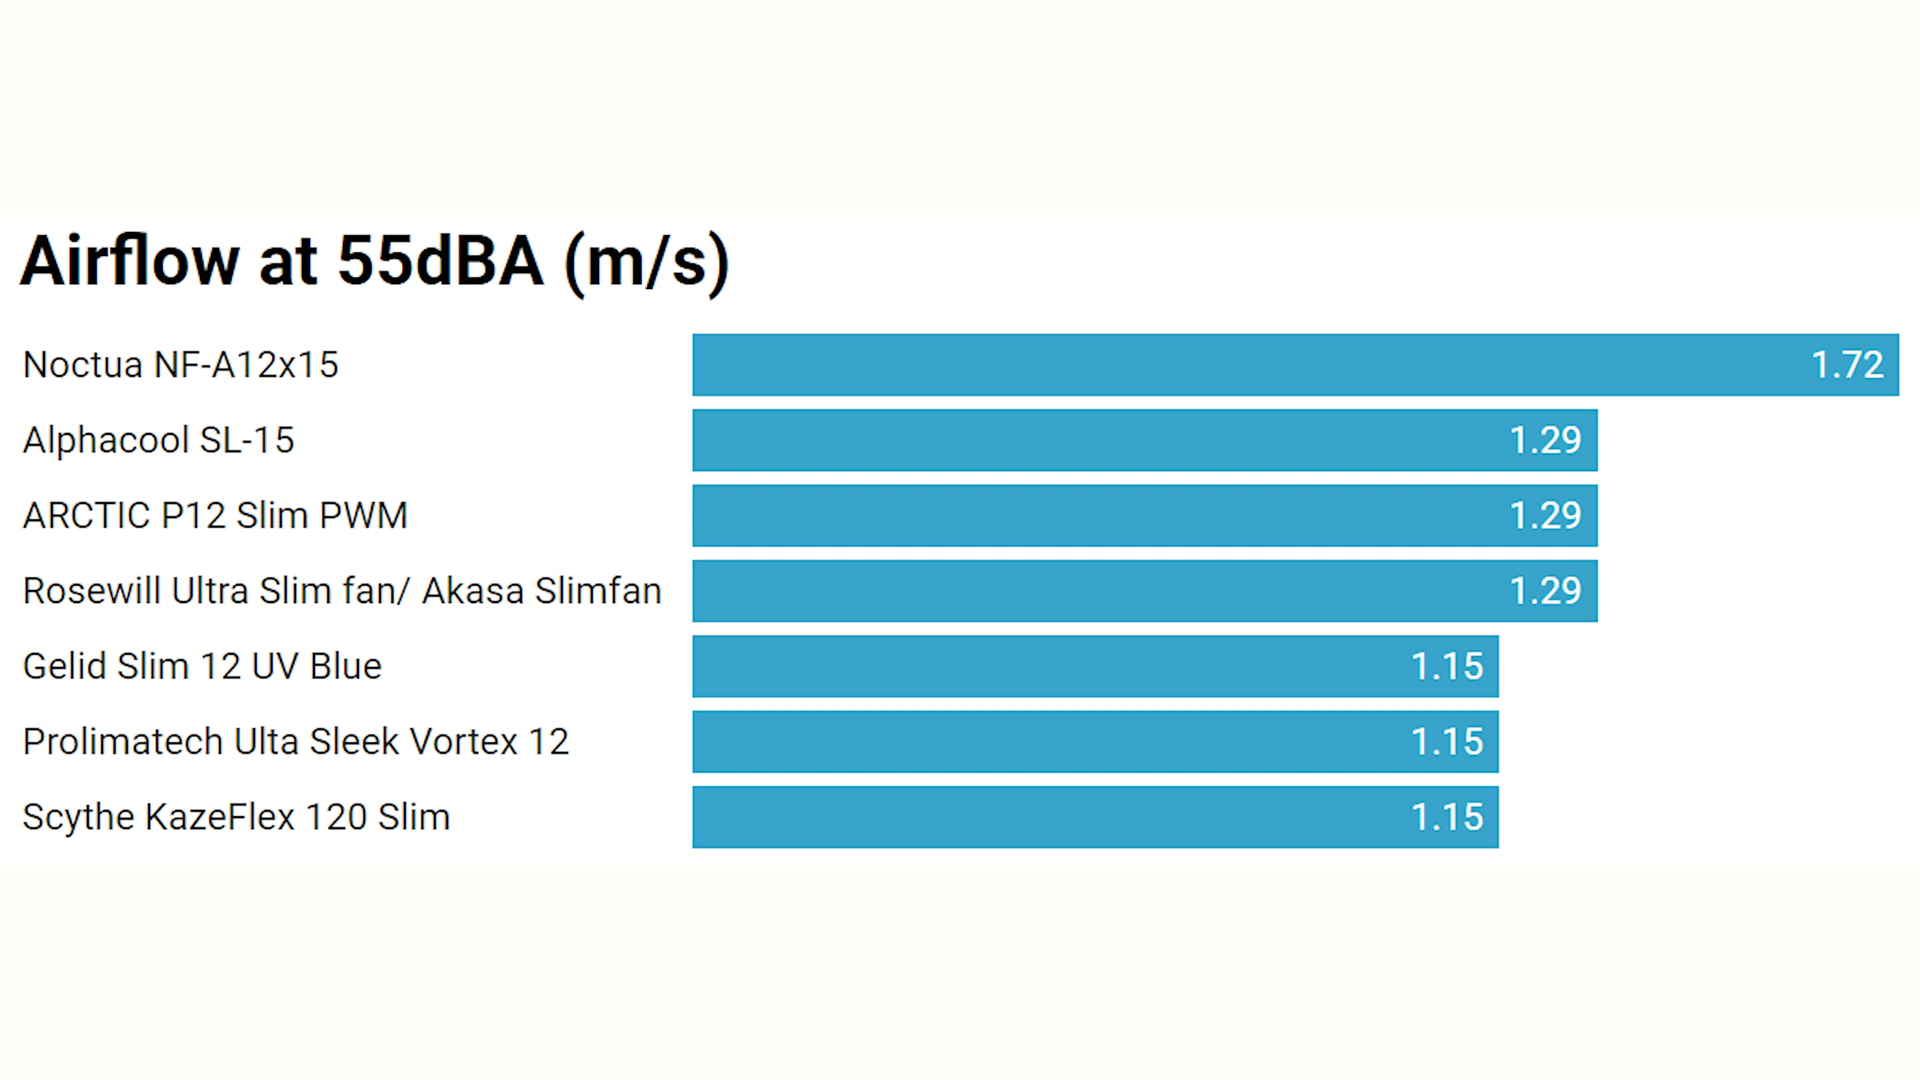 Airflow at 55dBA (m/s)
Noctua NF-A12x15 1.72
Alphacool SL-15 1.29
ARCTIC P12 Slim PWM 1.29
Rosewill Ultra Slim fan/ Akasa Slimfan 1.29
Gelid Slim 12 UV Blue 1.15
Prolimatech Ulta Sleek Vortex 12 1.15
Scythe KazeFlex 120 Slim 1.15